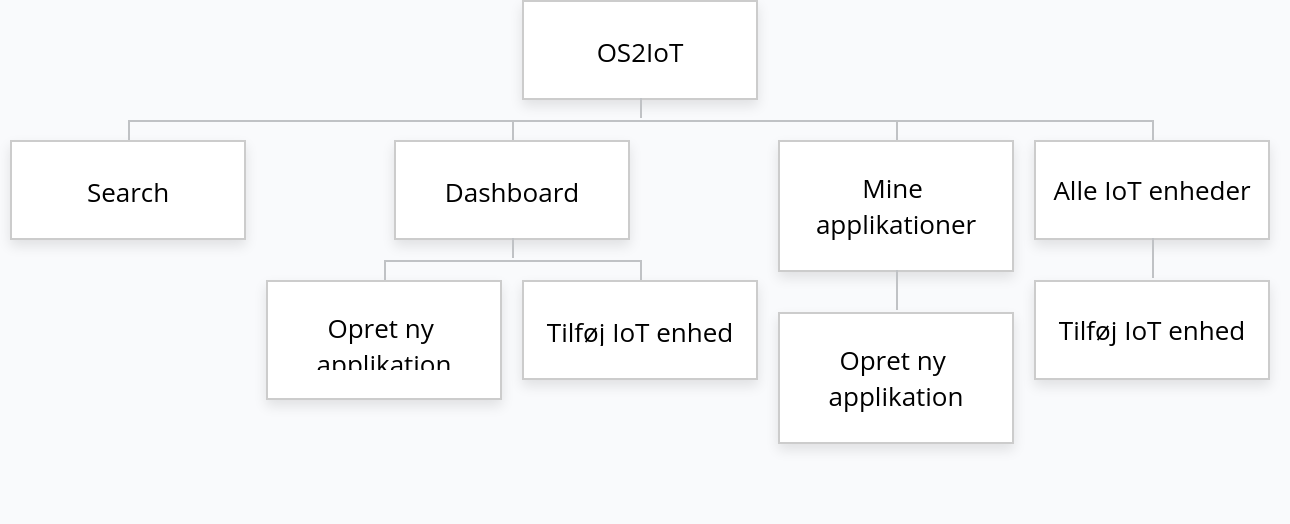 OS2IoT
Search
Dashboard
Mine
applikationer
Alle IoT enheder
Opret ny
applikation
Tilføj IoT enhed
Opret ny
applikation
Tilføj IoT enhed